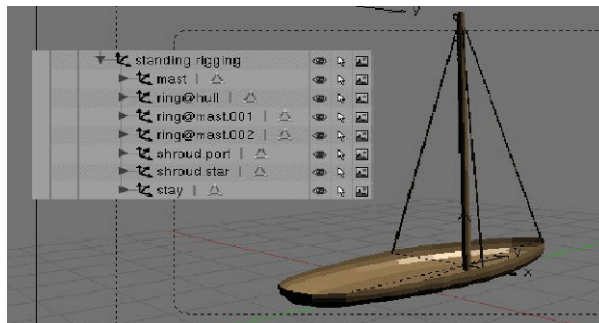 y
standing rigging
mast
ring@hull
ring@mast.001
ring@mast.002
shroud.port
shroud.star
stay
Y
X